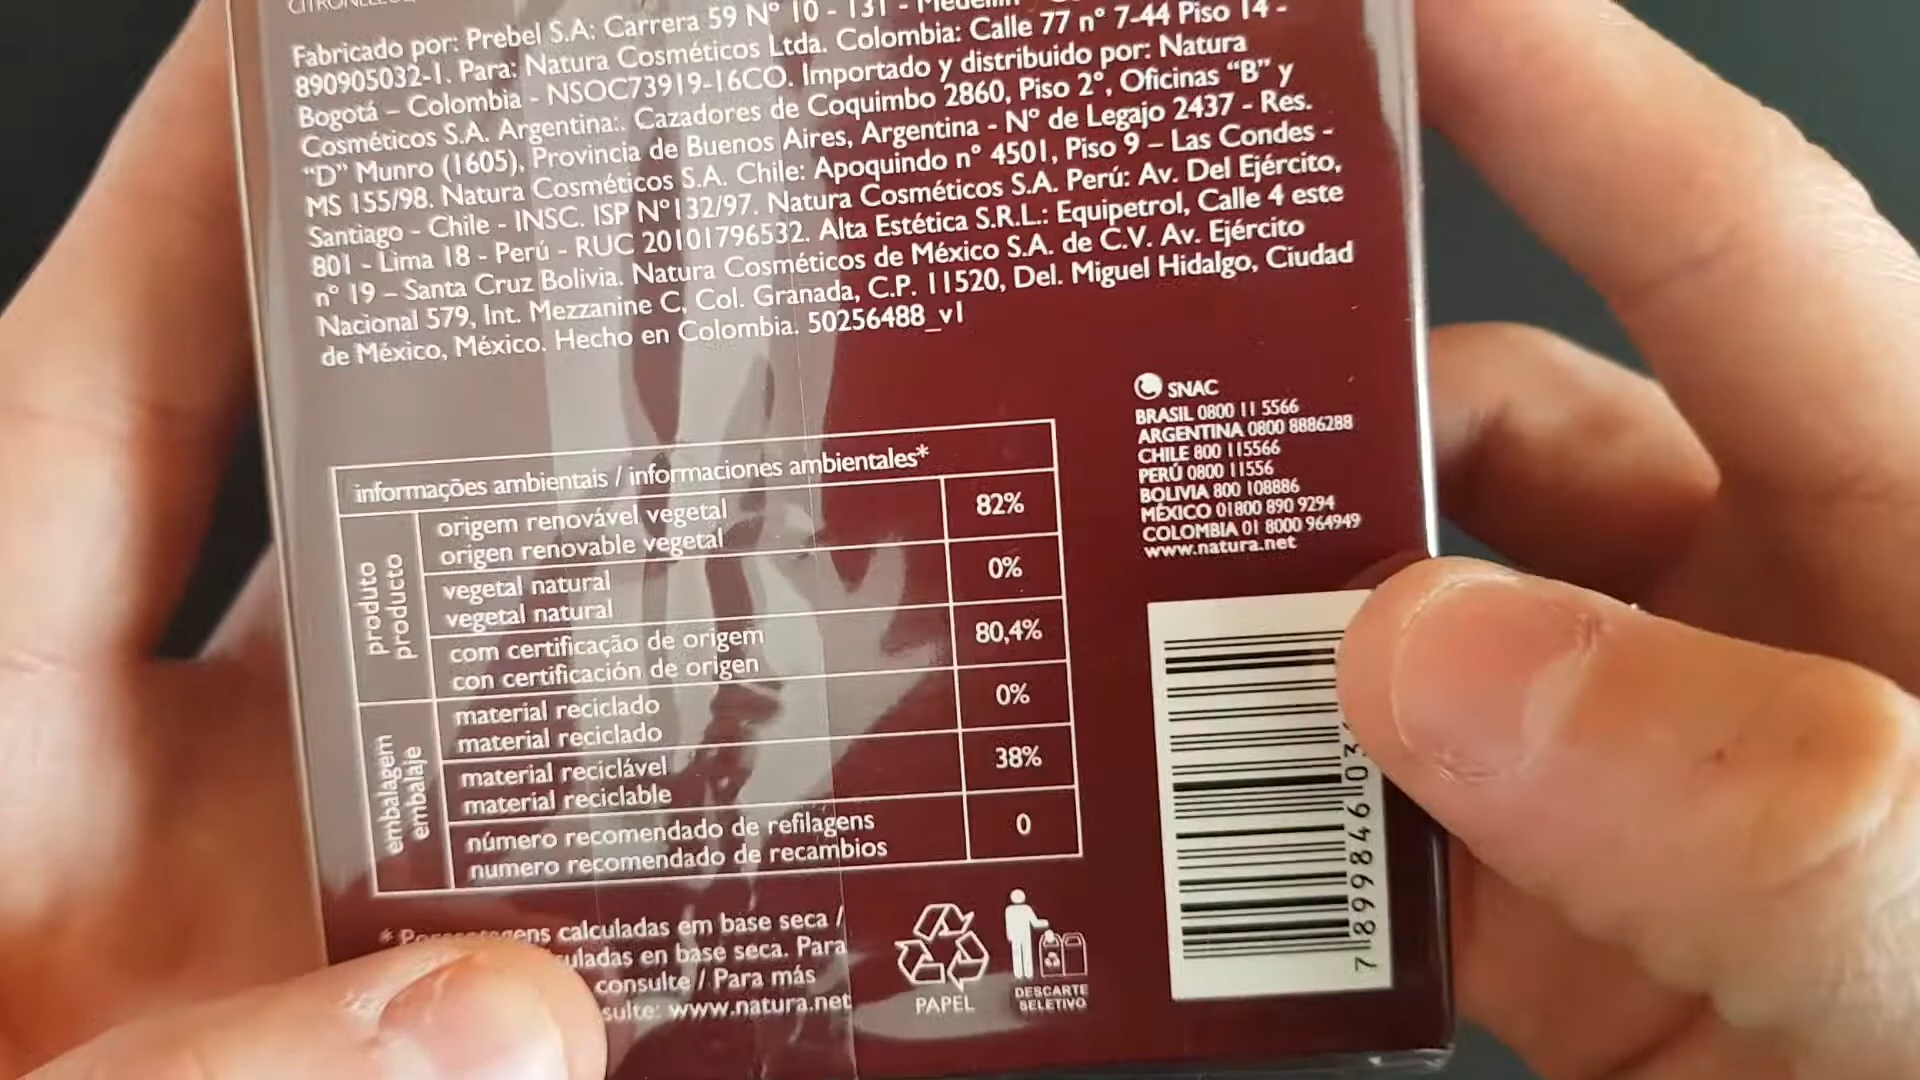 Fabricado por: Prebel S.A: Carrera 59 Nº 10 - 131 - Medellín
890905032-1. Para: Natura Cosméticos Ltda. Colombia: Calle 77 nº 7-44 Piso 14 -
Bogotá – Colombia - NSOC73919-16CO. Importado y distribuido por: Natura
Cosméticos S.A. Argentina:. Cazadores de Coquimbo 2860, Piso 2º, Oficinas “B” y
“D” Munro (1605), Provincia de Buenos Aires, Argentina - Nº de Legajo 2437 - Res.
MS 155/98. Natura Cosméticos S.A. Chile: Apoquindo nº 4501, Piso 9 – Las Condes -
Santiago - Chile - INSC. ISP Nº132/97. Natura Cosméticos S.A. Perú: Av. Del Ejército,
801 - Lima 18 - Perú - RUC 20101796532. Alta Estética S.R.L.: Equipetrol, Calle 4 este
nº 19 – Santa Cruz Bolivia. Natura Cosméticos de México S.A. de C.V. Av. Ejército
Nacional 579, Int. Mezzanine C, Col. Granada, C.P. 11520, Del. Miguel Hidalgo, Ciudad
de México, México. Hecho en Colombia. 50256488_v1
SNAC
BRASIL 0800 11 5566
ARGENTINA 0800 8886288
CHILE 800 115566
PERÚ 0800 11556
BOLIVIA 800 108886
MÉXICO 01800 890 9294
COLOMBIA 01 8000 964949
www.natura.net
informações ambientais / informaciones ambientales*
produto
producto
origem renovável vegetal
origen renovable vegetal
82%
vegetal natural
vegetal natural
0%
com certificação de origem
con certificación de origen
80,4%
embalagem
embalaje
material reciclado
material reciclado
0%
material reciclável
material reciclable
38%
número recomendado de refilagens
numero recomendado de recambios
0
* calculadas em base seca /
en base seca. Para
consulte / Para más
www.natura.net
PAPEL
DESCARTE
SELETIVO
7 899846 03